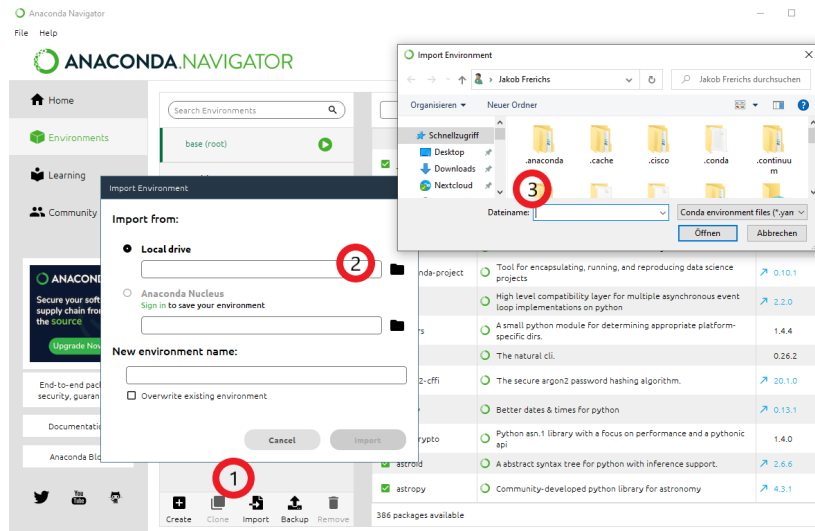 Anaconda Navigator
File Help
ANACONDA.NAVIGATOR
Home
Environments
Learning
Community
ANACON
Secure your soft
supply chain fro
the source
Upgrade Nov
End-to-end pac
security, guaran
Documentatio
Anaconda Blo
You
Tube
Search Environments
base (root)
Import Environment
Import from:
Local drive
2
Anaconda Nucleus
Sign in to save your environment
New environment name:
Overwrite existing environment
Cancel
Import
1
Create Clone Import Backup Remove
Import Environment
Jakob Frerichs
Jakob Frerichs durchsuchen
Organisieren
Neuer Ordner
Schnellzugriff
Desktop
Downloads
Nextcloud
.anaconda .cache .cisco .conda .continuu
m
3
Dateiname:
Conda environment files (*.yan
Öffnen
Abbrechen
nda-project Tool for encapsulating, running, and reproducing data science 0.10.1
projects
High level compatibility layer for multiple asynchronous event 2.2.0
loop implementations on python
rs A small python module for determining appropriate platform- 1.4.4
specific dirs.
The natural cli. 0.26.2
2-cffi The secure argon2 password hashing algorithm. 20.1.0
Better dates & times for python 0.13.1
rypto Python asn.1 library with a focus on performance and a pythonic 1.4.0
api
astroid A abstract syntax tree for python with inference support. 2.6.6
astropy Community-developed python library for astronomy 4.3.1
386 packages available